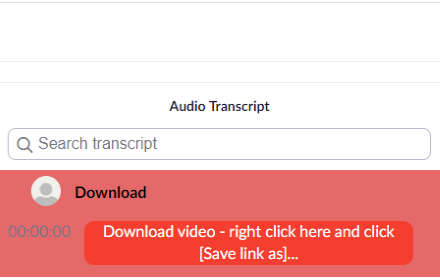 Audio Transcript
Search transcript
Download
00:00:00
Download video - right click here and click
[Save link as]...